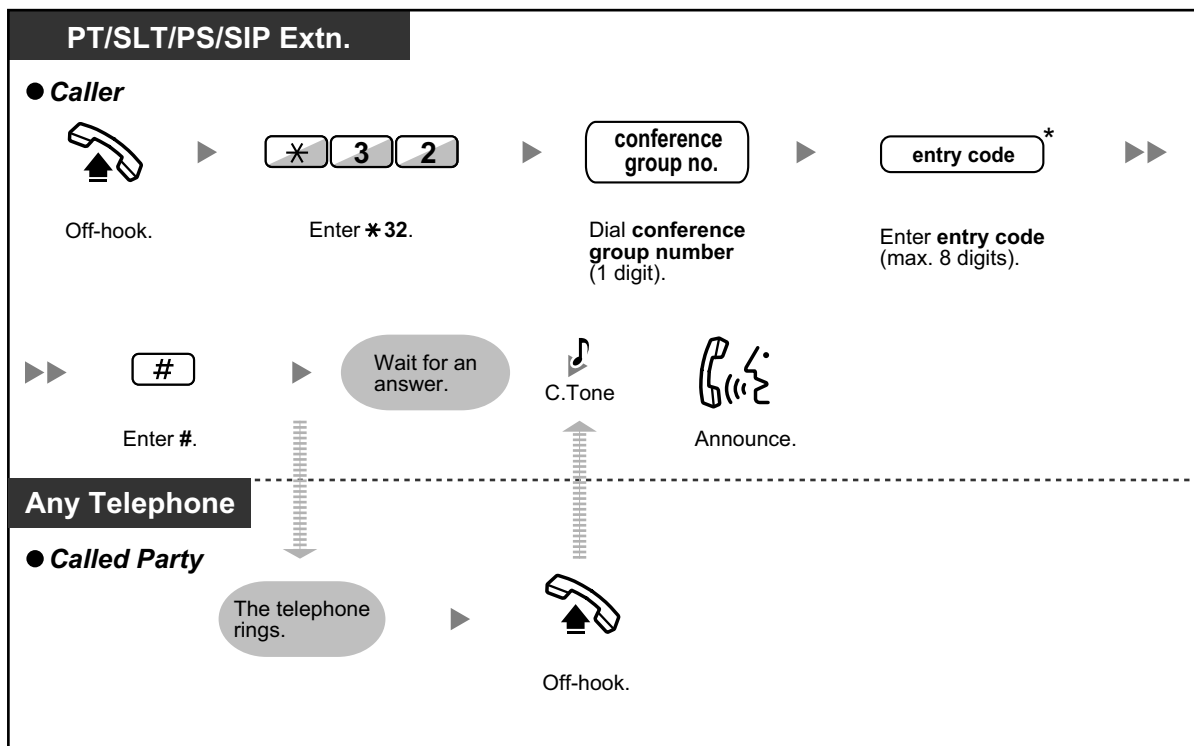 PT/SLT/PS/SIP Extn.
● Caller
✳ 3 2
conference
group no.
entry code *
Off-hook.
Enter ✳ 32.
Dial conference
group number
(1 digit).
Enter entry code
(max. 8 digits).
#
Wait for an
answer.
C.Tone
Enter #.
Announce.
Any Telephone
● Called Party
The telephone
rings.
Off-hook.